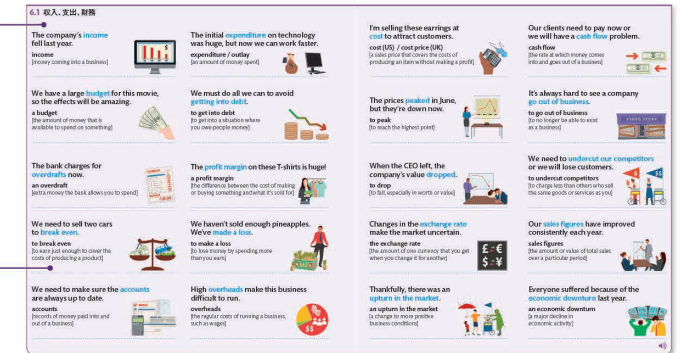 6.1 收入、支出、財務
The company's income
fell last year.
income
[money coming into a business]
The initial expenditure on technology
was huge, but now we can work faster.
expenditure / outlay
[an amount of money spent]
We have a large budget for this movie,
so the effects will be amazing.
a budget
[the amount of money that is
available to spend on something]
We must do all we can to avoid
getting into debt.
to get into debt
[to get into a situation where
you owe people money]
The bank charges for
overdrafts now.
an overdraft
[extra money the bank allows you to spend]
The profit margin on these T-shirts is huge!
a profit margin
[the difference between the cost of making
or buying something and what it's sold for]
We need to sell two cars
to break even.
to break even
[to earn just enough to cover the
costs of producing a product]
We haven't sold enough pineapples.
We've made a loss.
to make a loss
[to lose money by spending more
than you earn]
We need to make sure the accounts
are always up to date.
accounts
[records of money paid into and
out of a business]
High overheads make this business
difficult to run.
overheads
[the regular costs of running a business,
such as wages]
$$
I'm selling these earrings at
cost to attract customers.
cost (US) / cost price (UK)
[a sales price that covers the costs of
producing an item without making a profit]
Our clients need to pay now or
we will have a cash flow problem.
cash flow
[the rate at which money comes
into and goes out of a business]
The prices peaked in June,
but they're down now.
to peak
[to reach the highest point]
It's always hard to see a company
go out of business.
to go out of business
[to no longer be able to exist
as a business]
When the CEO left, the
company's value dropped.
to drop
[to fall, especially in worth or value]
We need to undercut our competitors
or we will lose customers.
to undercut competitors
[to charge less than others who sell
the same goods or services as you]
Changes in the exchange rate
make the market uncertain.
the exchange rate
[the amount of one currency that you get
when you change it for another]
£ € 
$ ¥
Our sales figures have improved
consistently each year.
sales figures
[the amount or value of total sales
over a particular period]
Thankfully, there was an
upturn in the market.
an upturn in the market
[a change to more positive
business conditions]
Everyone suffered because of the
economic downturn last year.
an economic downturn
[a major decline in
economic activity]